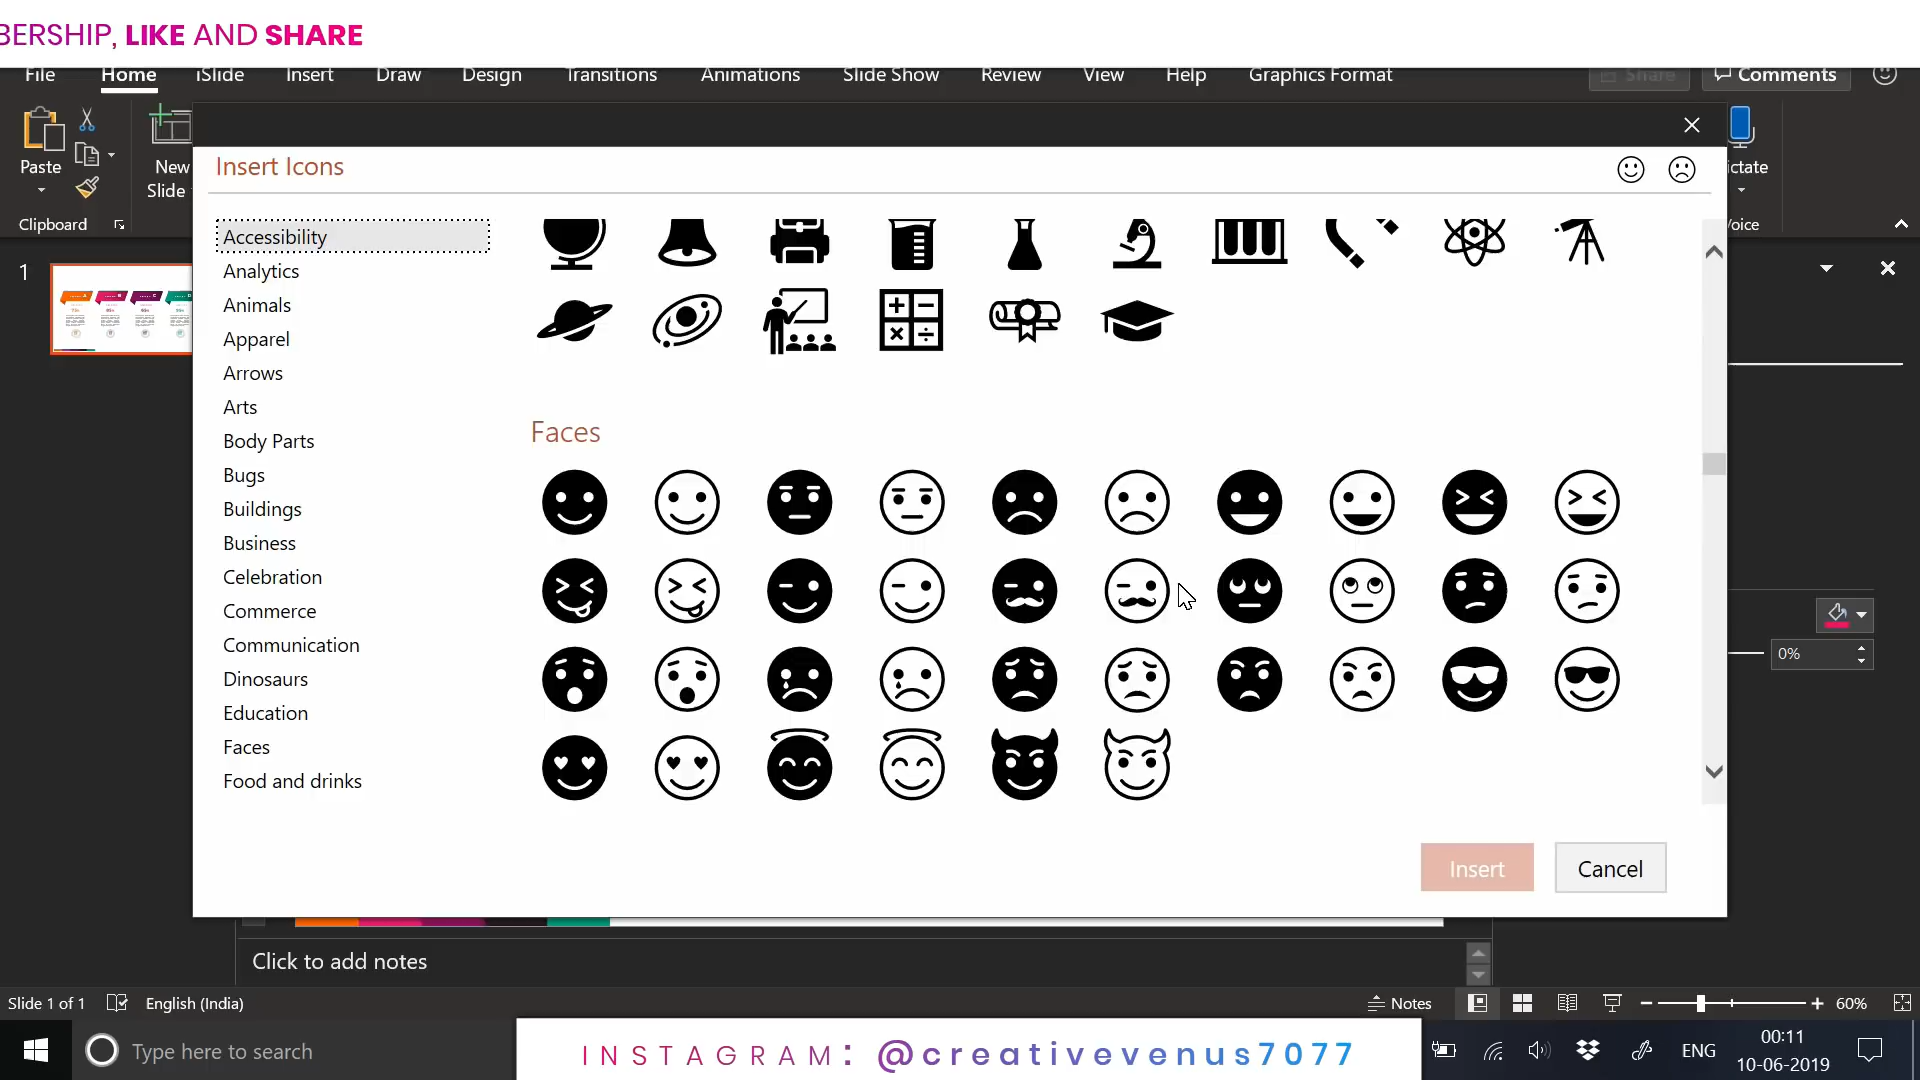 BERSHIP, LIKE AND SHARE
File Home iSlide Insert Draw Design Transitions Animations Slide Show Review View Help Graphics Format Share Comments
Paste
New
Slide
Clipboard
ictate
oice
Insert Icons
Accessibility
Analytics
Animals
Apparel
Arrows
Arts
Body Parts
Bugs
Buildings
Business
Celebration
Commerce
Communication
Dinosaurs
Education
Faces
Food and drinks
Faces
1
0%
Insert Cancel
Click to add notes
Slide 1 of 1 English (India) Notes 60%
Type here to search
INSTAGRAM: @creativevenus7077
ENG
00:11
10-06-2019